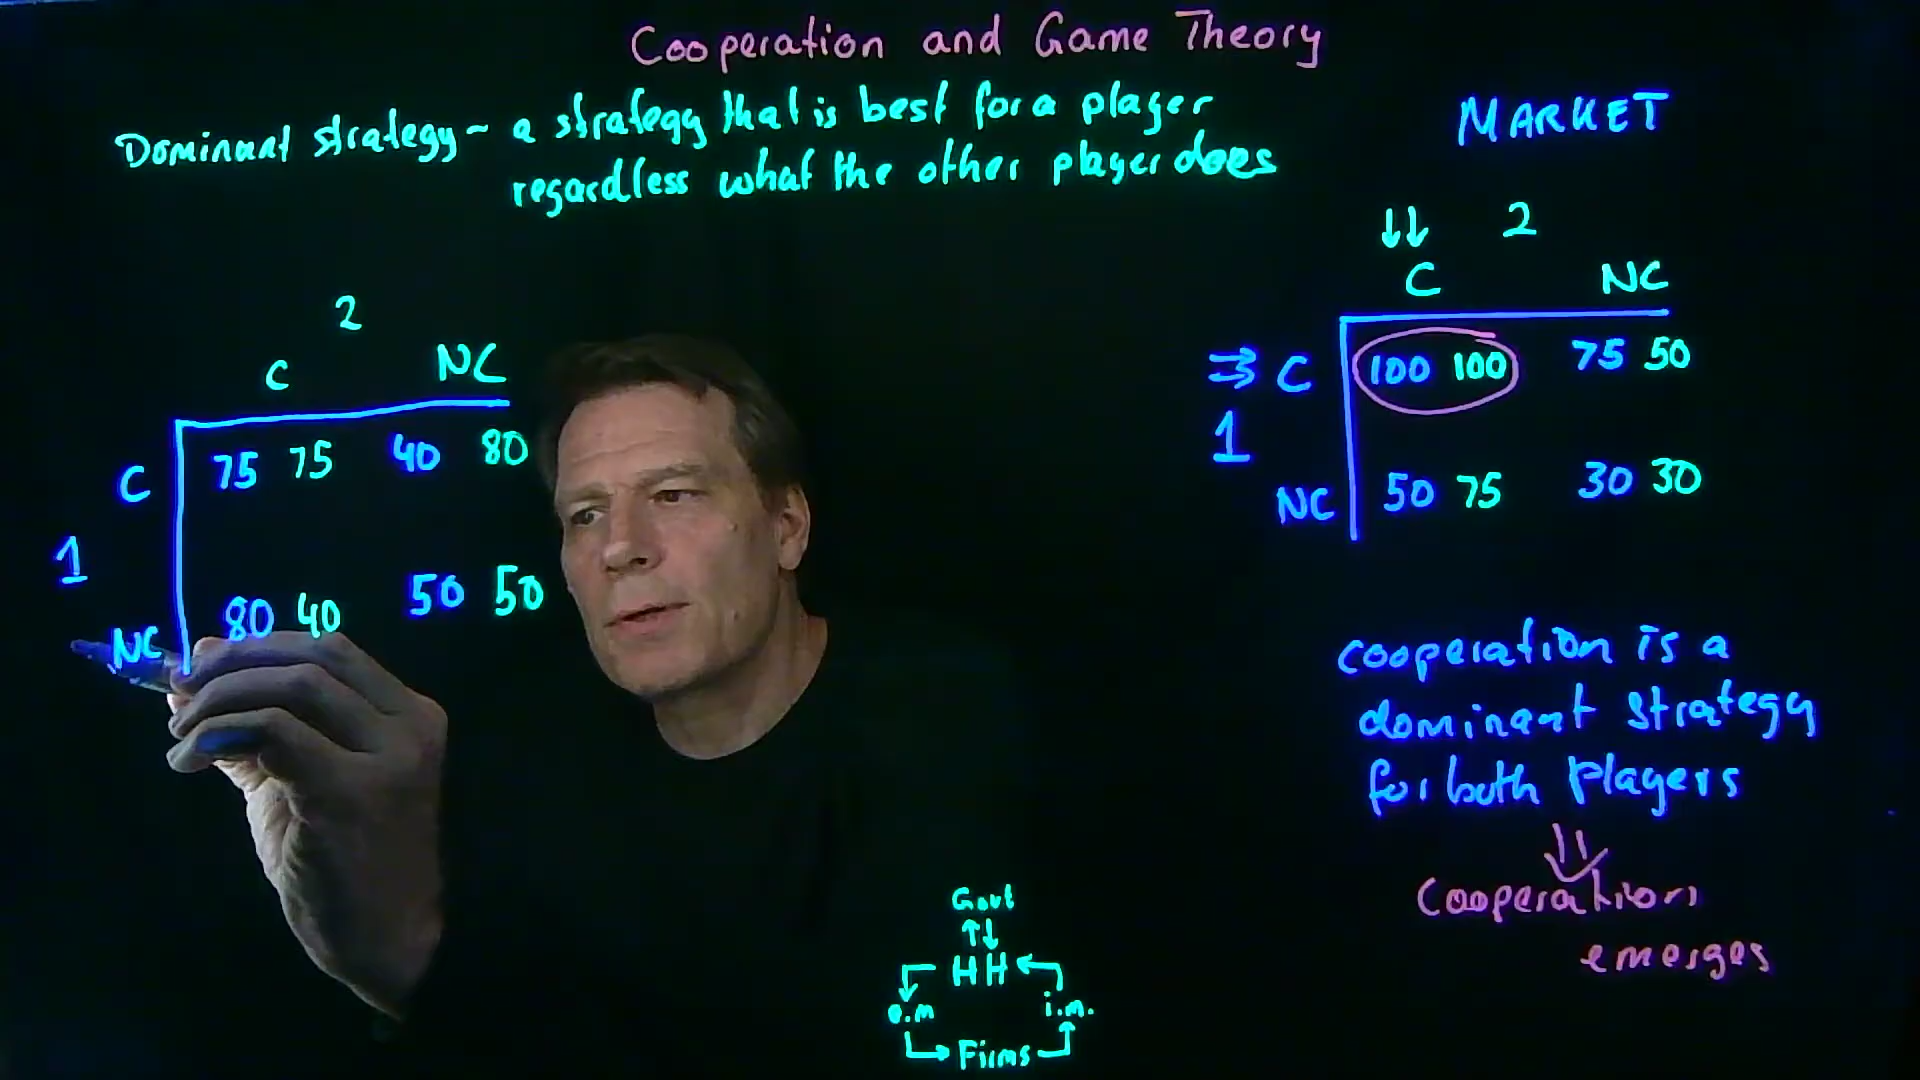 Cooperation and Game Theory
Dominant strategy ~ a strategy that is best for a player
regardless what the other player does
2
C NC
C 75 75 40 80
1
NC 80 40 50 50
MARKET
2
C NC
C 100 100 75 50
1
NC 50 75 30 30
cooperation is a
dominant strategy
for both players
Cooperation
emerges
Govt
HH
e.m i.m.
Firms